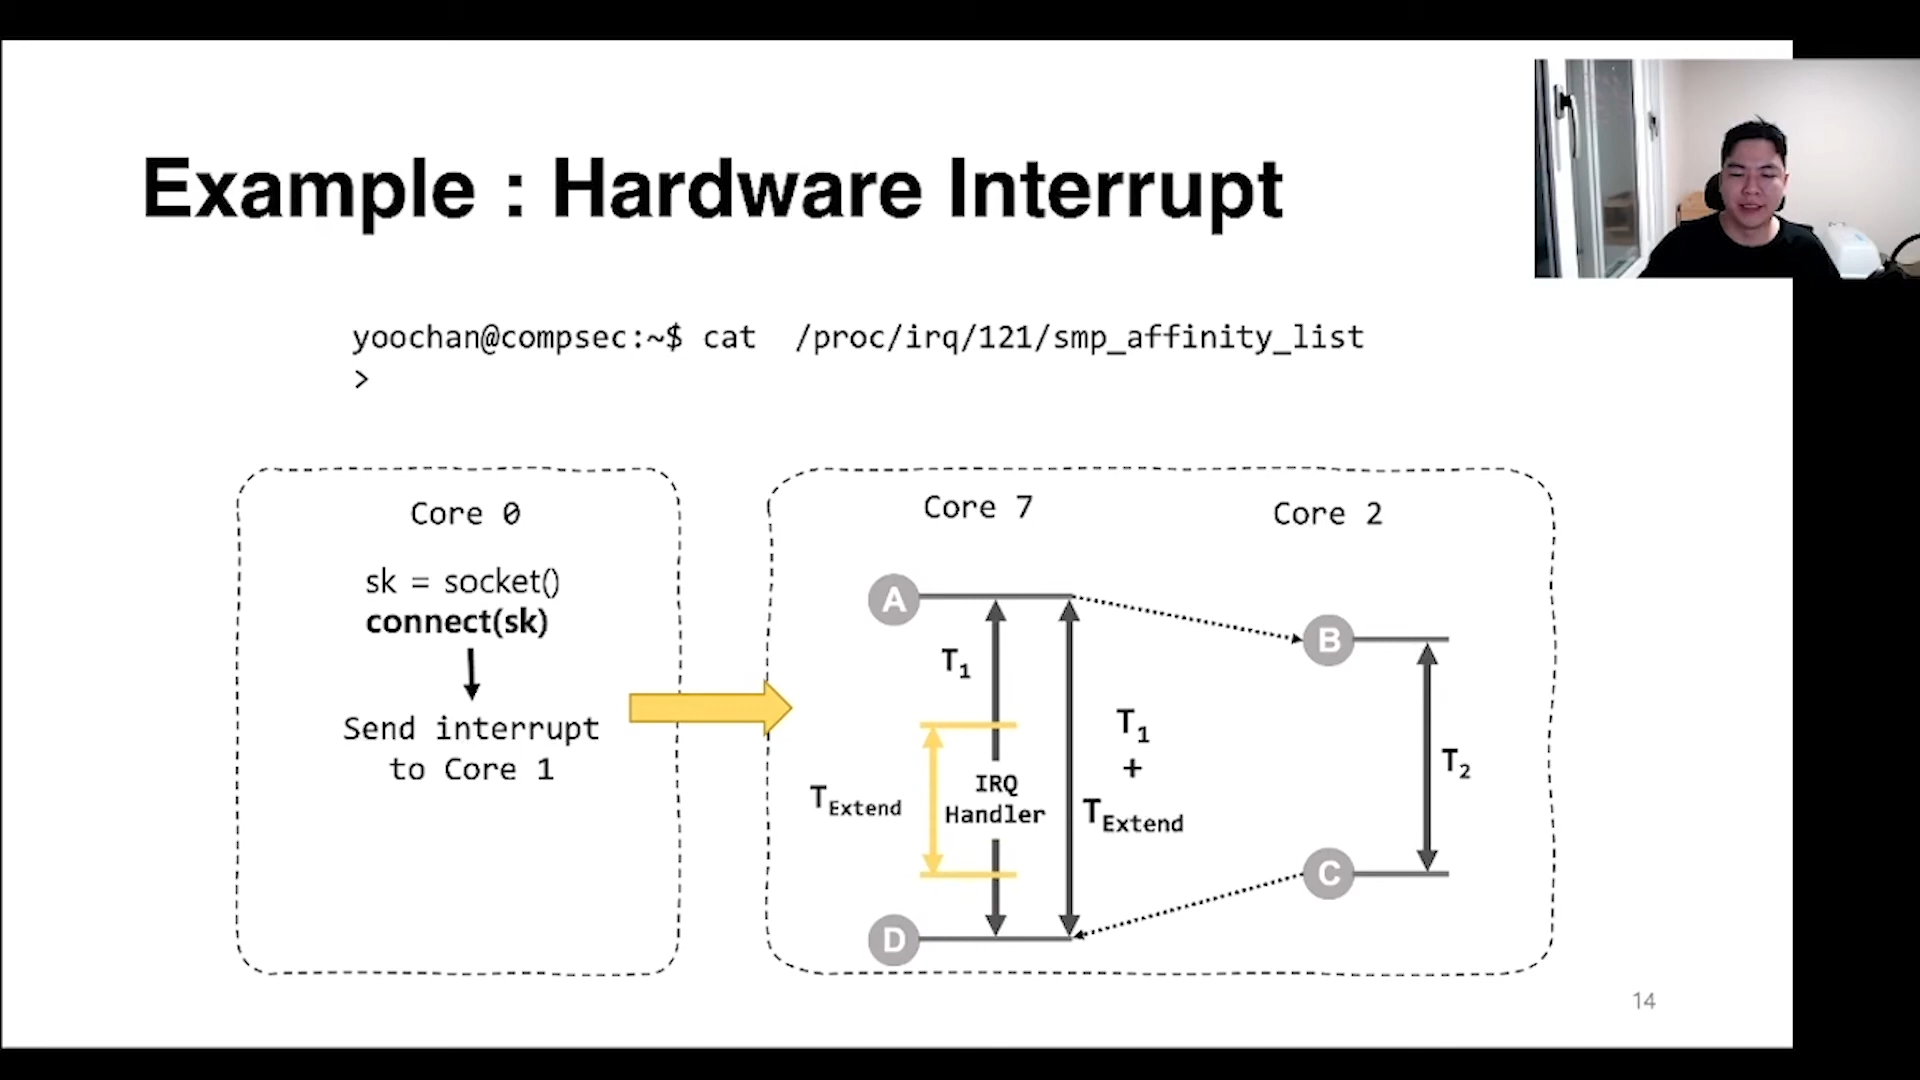 Example : Hardware Interrupt
yoochan@compsec:~$ cat  /proc/irq/121/smp_affinity_list
>
Core 0
sk = socket()
connect(sk)
Send interrupt
to Core 1
Core 7
Core 2
A
B
T1
T1
+
TExtend
T2
IRQ
Handler
TExtend
C
D
14